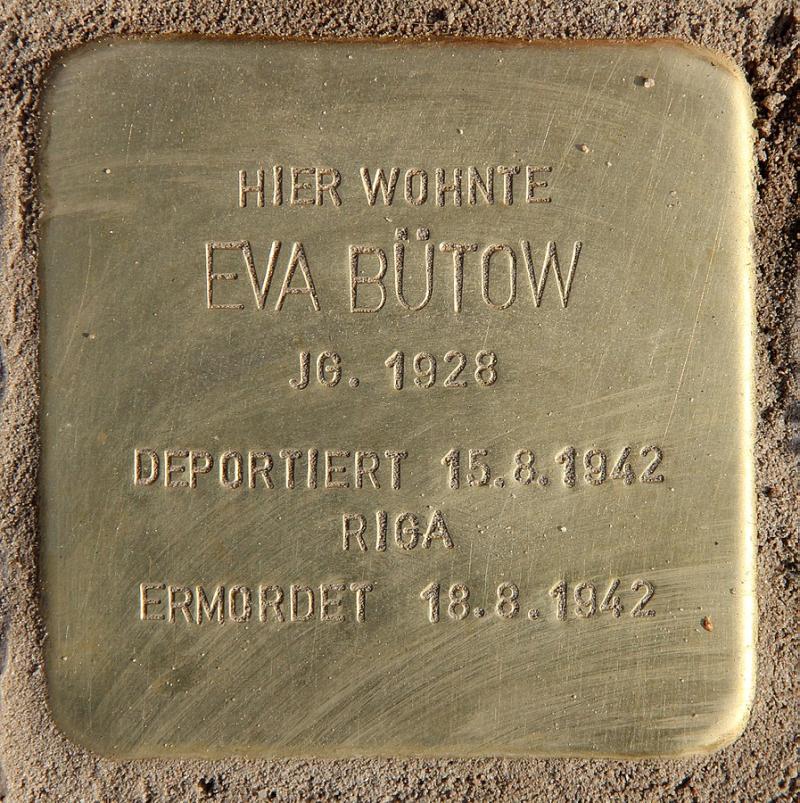 HIER WOHNTE
EVA BÜTOW
JG. 1928
DEPORTIERT 15.8.1942
RIGA
ERMORDET 18.8.1942